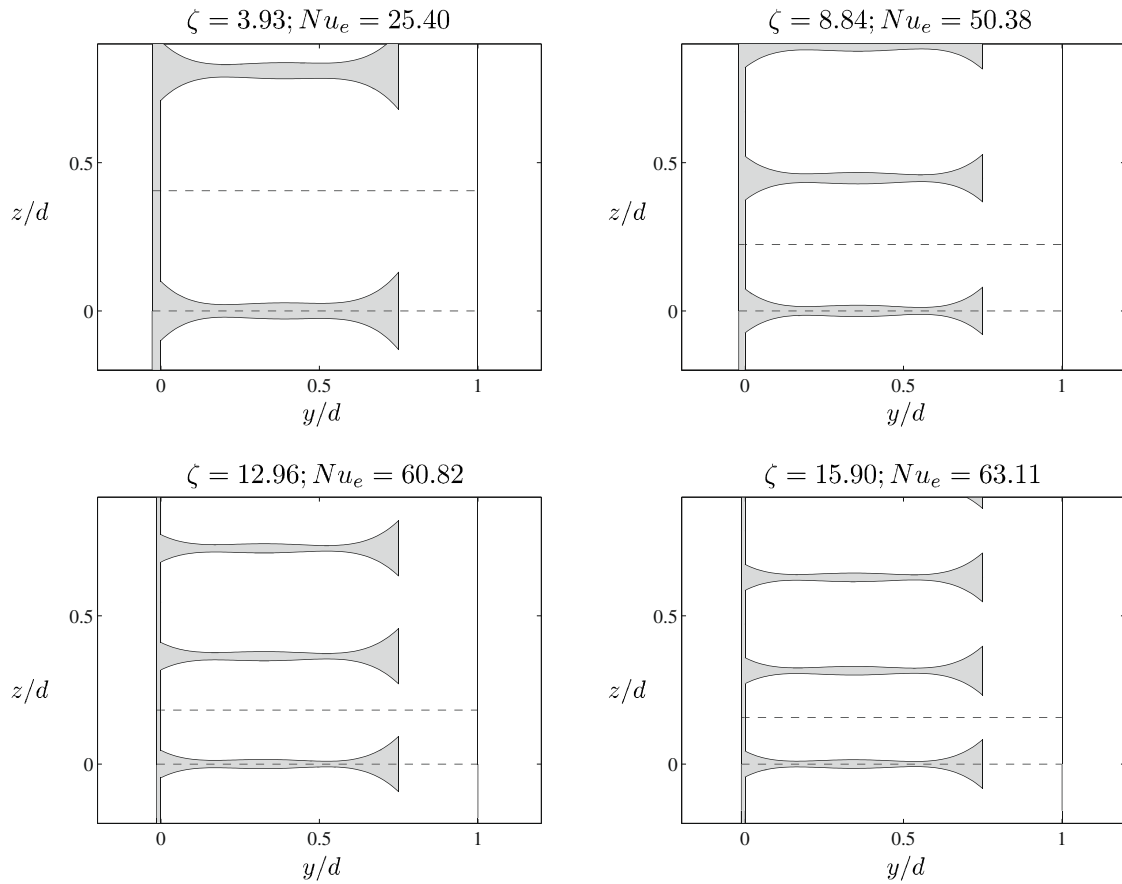 ζ = 3.93; Nu_e = 25.40
0.5
z/d
0
0 0.5 1
y/d
ζ = 8.84; Nu_e = 50.38
0.5
z/d
0
0 0.5 1
y/d
ζ = 12.96; Nu_e = 60.82
0.5
z/d
0
0 0.5 1
y/d
ζ = 15.90; Nu_e = 63.11
0.5
z/d
0
0 0.5 1
y/d